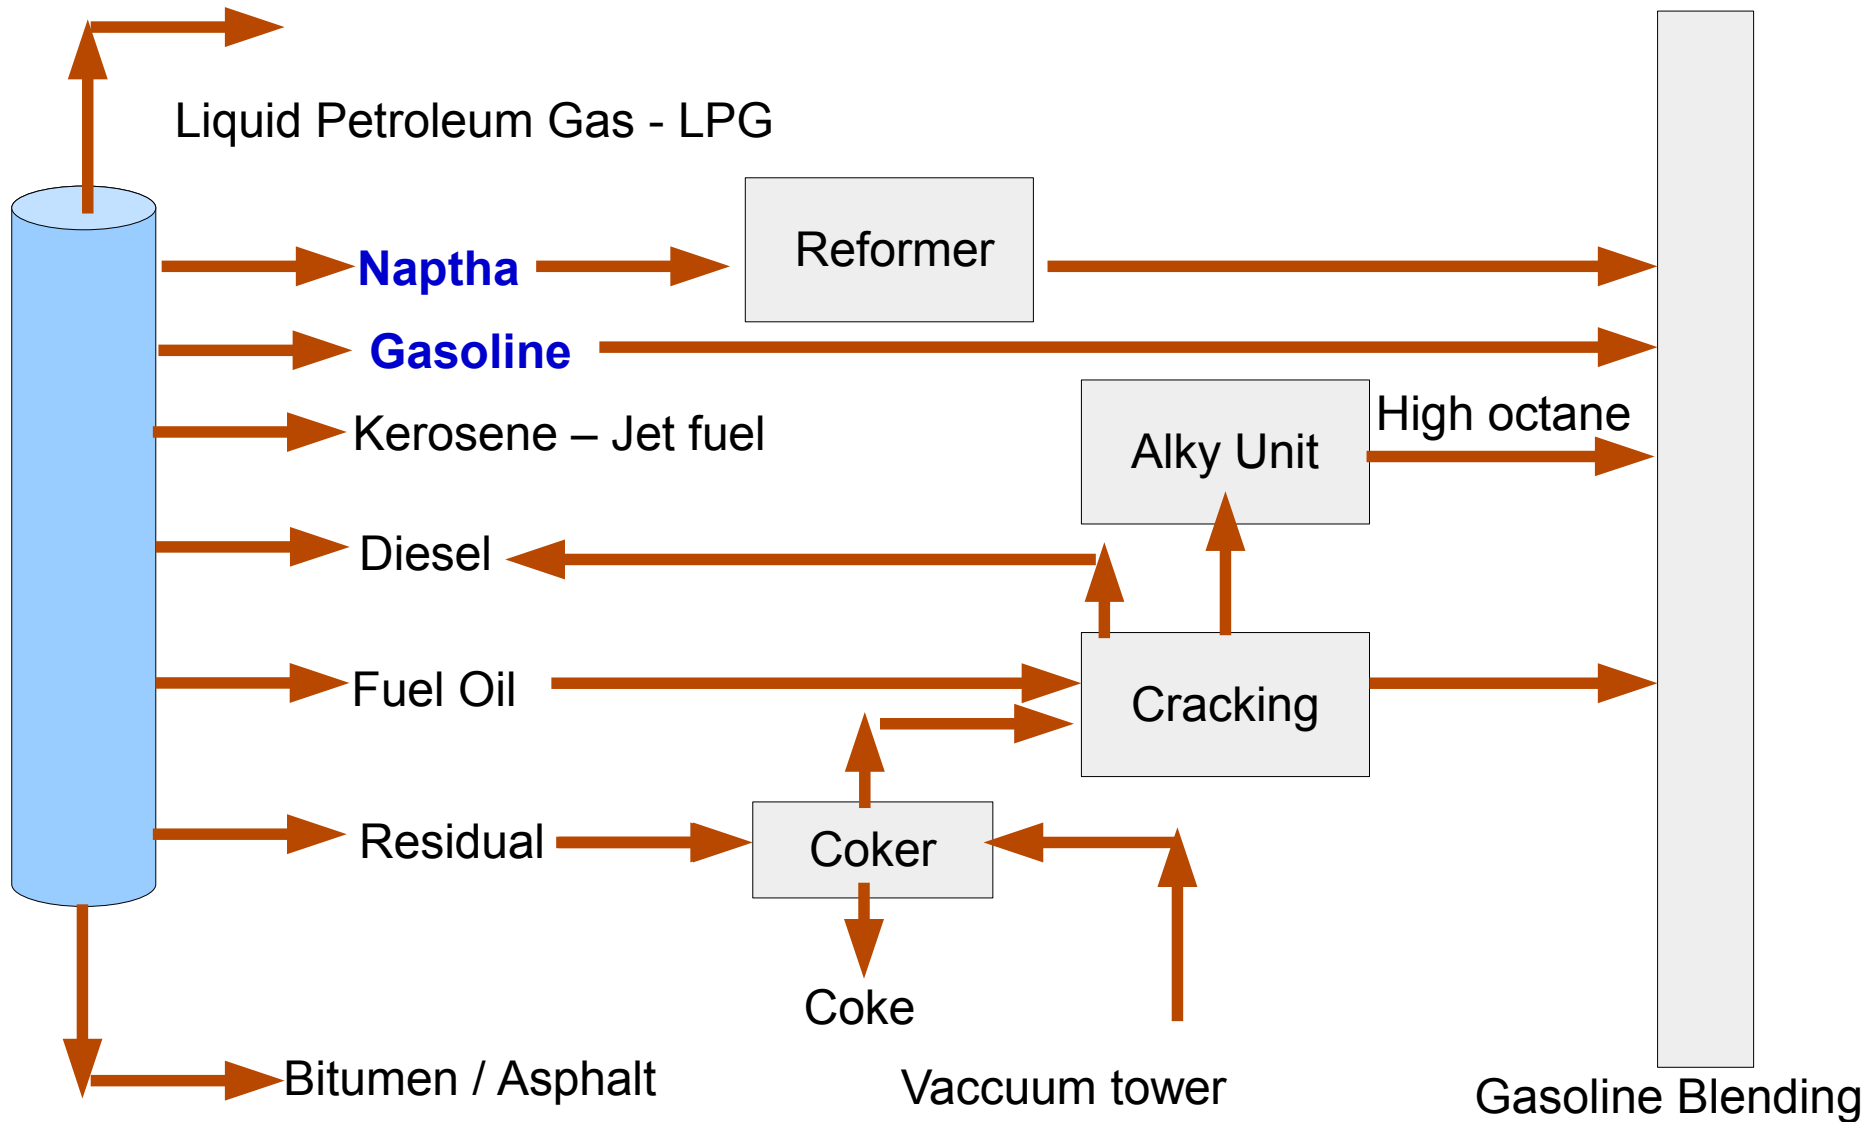 Liquid Petroleum Gas - LPG
Reformer
Naptha
Gasoline
High octane
Kerosene – Jet fuel
Alky Unit
Diesel
Fuel Oil
Cracking
Residual
Coker
Coke
Bitumen / Asphalt
Vaccuum tower
Gasoline Blending